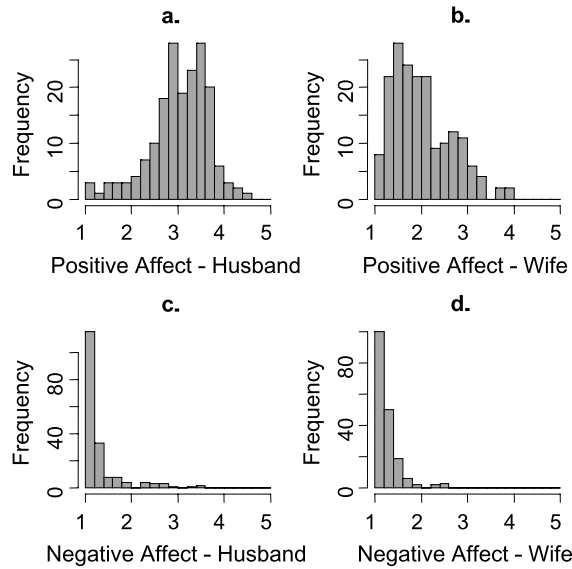 a.
Frequency
0 10 20
1 2 3 4 5
Positive Affect - Husband
b.
Frequency
0 10 20
1 2 3 4 5
Positive Affect - Wife
c.
Frequency
0 40 80
1 2 3 4 5
Negative Affect - Husband
d.
Frequency
0 40 80
1 2 3 4 5
Negative Affect - Wife